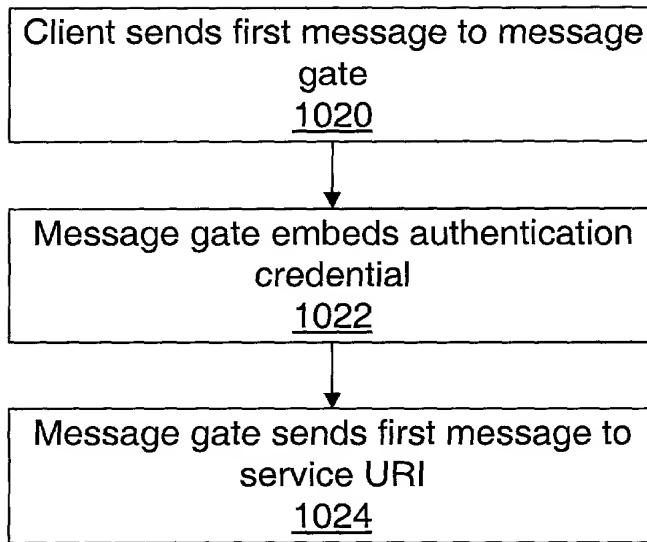 Client sends first message to message
gate
1020
Message gate embeds authentication
credential
1022
Message gate sends first message to
service URI
1024